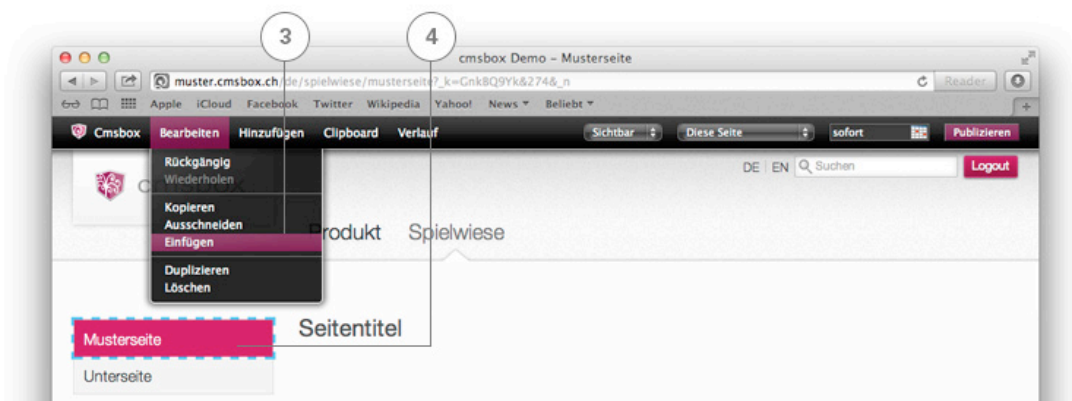 3
4
cmsbox Demo – Musterseite
muster.cmsbox.ch/de/spielwiese/musterseite?_k=GnkBQ9Yk&274&_n
Reader
Apple iCloud Facebook Twitter Wikipedia Yahoo! News Beliebt
Cmsbox Bearbeiten Hinzufügen Clipboard Verlauf Sichtbar Diese Seite sofort Publizieren
Rückgängig
Wiederholen
Kopieren
Ausschneiden
Einfügen
Duplizieren
Löschen
DE EN Suchen Logout
Produkt Spielwiese
Musterseite
Seitentitel
Unterseite